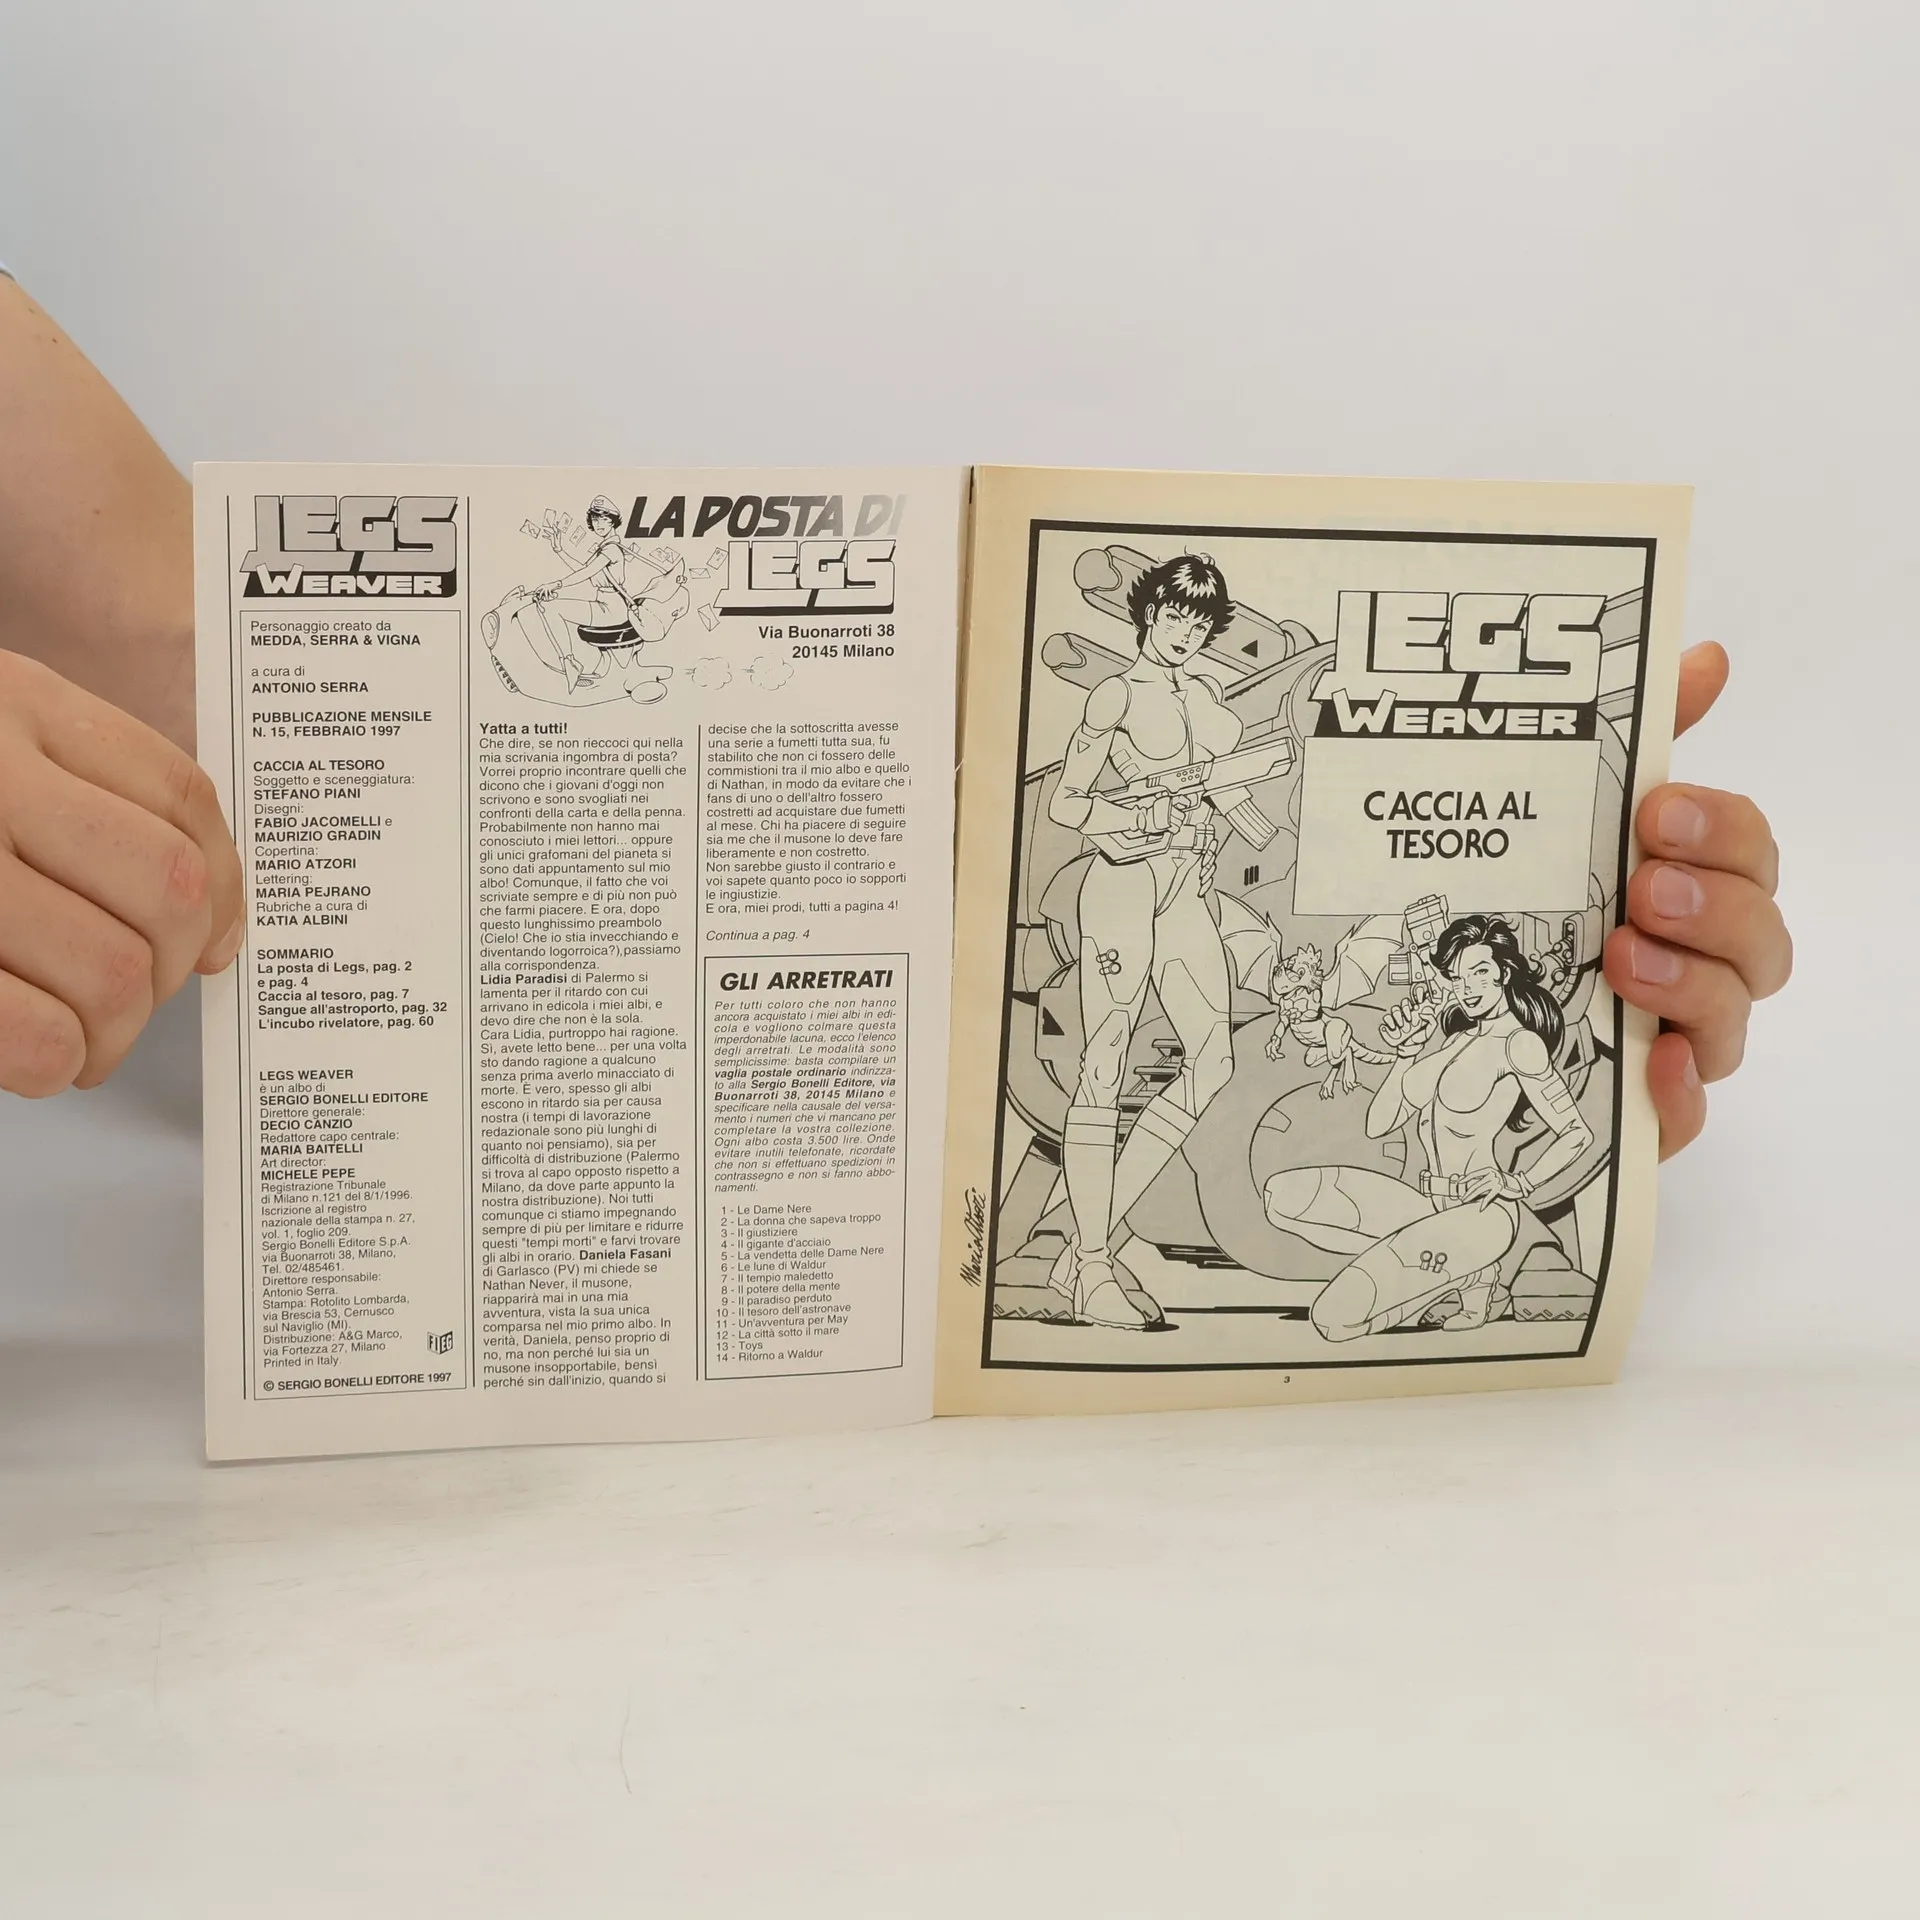 LEGS
WEAVER
Personaggio creato da
MEDDA, SERRA & VIGNA
a cura di
ANTONIO SERRA
PUBBLICAZIONE MENSILE
N. 15, FEBBRAIO 1997
CACCIA AL TESORO
Soggetto e sceneggiatura:
STEFANO PIANI
Disegni:
FABIO JACOMELLI e
MAURIZIO GRADIN
Copertina:
MARIO ATZORI
Lettering:
MARIA PEJRANO
Rubriche a cura di
KATIA ALBINI
SOMMARIO
La posta di Legs, pag. 2
e pag. 4
Caccia al tesoro, pag. 7
Sangue all'astroporto, pag. 32
L'incubo rivelatore, pag. 60
LEGS WEAVER
è un albo di
SERGIO BONELLI EDITORE
Direttore generale:
DECIO CANZIO
Redattore capo centrale:
MARIA BAITELLI
Art director:
MICHELE PEPE
Registrazione Tribunale
di Milano n.121 del 8/1/1996.
Iscrizione al registro
nazionale della stampa n. 27,
vol. 1, foglio 209.
Sergio Bonelli Editore S.p.A.
via Buonarroti 38, Milano,
Tel. 02/485461.
Direttore responsabile:
Antonio Serra.
Stampa: Rotolito Lombarda,
via Brescia 53, Cernusco
sul Naviglio (MI).
Distribuzione: A&G Marco,
via Fortezza 27, Milano
Printed in Italy
FIEG
© SERGIO BONELLI EDITORE 1997
LA POSTA DI
LEGS
Via Buonarroti 38
20145 Milano
Yatta a tutti!
Che dire, se non rieccoci qui nella
mia scrivania ingombra di posta?
Vorrei proprio incontrare quelli che
dicono che i giovani d'oggi non
scrivono e sono svogliati nei
confronti della carta e della penna.
Probabilmente non hanno mai
conosciuto i miei lettori... oppure
gli unici grafomani del pianeta si
sono dati appuntamento sul mio
albo! Comunque, il fatto che voi
scriviate sempre e di più non può
che farmi piacere. E ora, dopo
questo lunghissimo preambolo
(Cielo! Che io stia invecchiando e
diventando logorroica?),passiamo
alla corrispondenza.
Lidia Paradisi di Palermo si
lamenta per il ritardo con cui
arrivano in edicola i miei albi, e
devo dire che non è la sola.
Cara Lidia, purtroppo hai ragione.
Sì, avete letto bene... per una volta
sto dando ragione a qualcuno
senza prima averlo minacciato di
morte. È vero, spesso gli albi
escono in ritardo sia per causa
nostra (i tempi di lavorazione
redazionale sono più lunghi di
quanto noi pensiamo), sia per
difficoltà di distribuzione (Palermo
si trova al capo opposto rispetto a
Milano, da dove parte appunto la
nostra distribuzione). Noi tutti
comunque ci stiamo impegnando
sempre di più per limitare e ridurre
questi "tempi morti" e farvi trovare
gli albi in orario. Daniela Fasani
di Garlasco (PV) mi chiede se
Nathan Never, il musone,
riapparirà mai in una mia
avventura, vista la sua unica
comparsa nel mio primo albo. In
verità, Daniela, penso proprio di
no, ma non perché lui sia un
musone insopportabile, bensì
perché sin dall'inizio, quando si
decise che la sottoscritta avesse
una serie a fumetti tutta sua, fu
stabilito che non ci fossero delle
commistioni tra il mio albo e quello
di Nathan, in modo da evitare che i
fans di uno o dell'altro fossero
costretti ad acquistare due fumetti
al mese. Chi ha piacere di seguire
sia me che il musone lo deve fare
liberamente e non costretto.
Non sarebbe giusto il contrario e
voi sapete quanto poco io sopporti
le ingiustizie.
E ora, miei prodi, tutti a pagina 4!
Continua a pag. 4
GLI ARRETRATI
Per tutti coloro che non hanno
ancora acquistato i miei albi in edi-
cola e vogliono colmare questa
imperdonabile lacuna, ecco l'elenco
degli arretrati. Le modalità sono
semplicissime: basta compilare un
vaglia postale ordinario indirizza-
to alla Sergio Bonelli Editore, via
Buonarroti 38, 20145 Milano e
specificare nella causale del versa-
mento i numeri che vi mancano per
completare la vostra collezione.
Ogni albo costa 3.500 lire. Onde
evitare inutili telefonate, ricordate
che non si effettuano spedizioni in
contrassegno e non si fanno abbo-
namenti.
1 - Le Dame Nere
2 - La donna che sapeva troppo
3 - Il giustiziere
4 - Il gigante d'acciaio
5 - La vendetta delle Dame Nere
6 - Le lune di Waldur
7 - Il tempio maledetto
8 - Il potere della mente
9 - Il paradiso perduto
10 - Il tesoro dell'astronave
11 - Un'avventura per May
12 - La città sotto il mare
13 - Toys
14 - Ritorno a Waldur
LEGS
WEAVER
CACCIA AL
TESORO
Mario Atzori
3